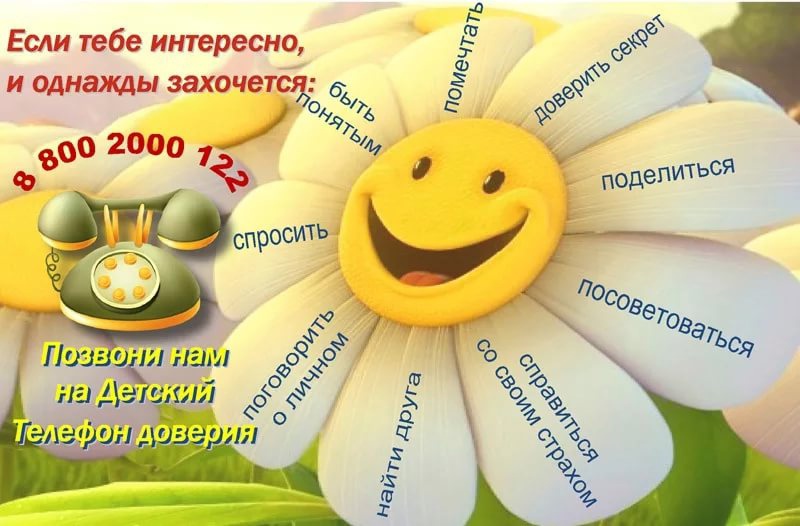 Если тебе интересно,
и однажды захочется:
8 800 2000 122
Позвони нам
на Детский
Телефон доверия
спросить
быть
понятым
помечтать
доверить секрет
поделиться
посоветоваться
справиться
со своим страхом
найти друга
поговорить
о личном